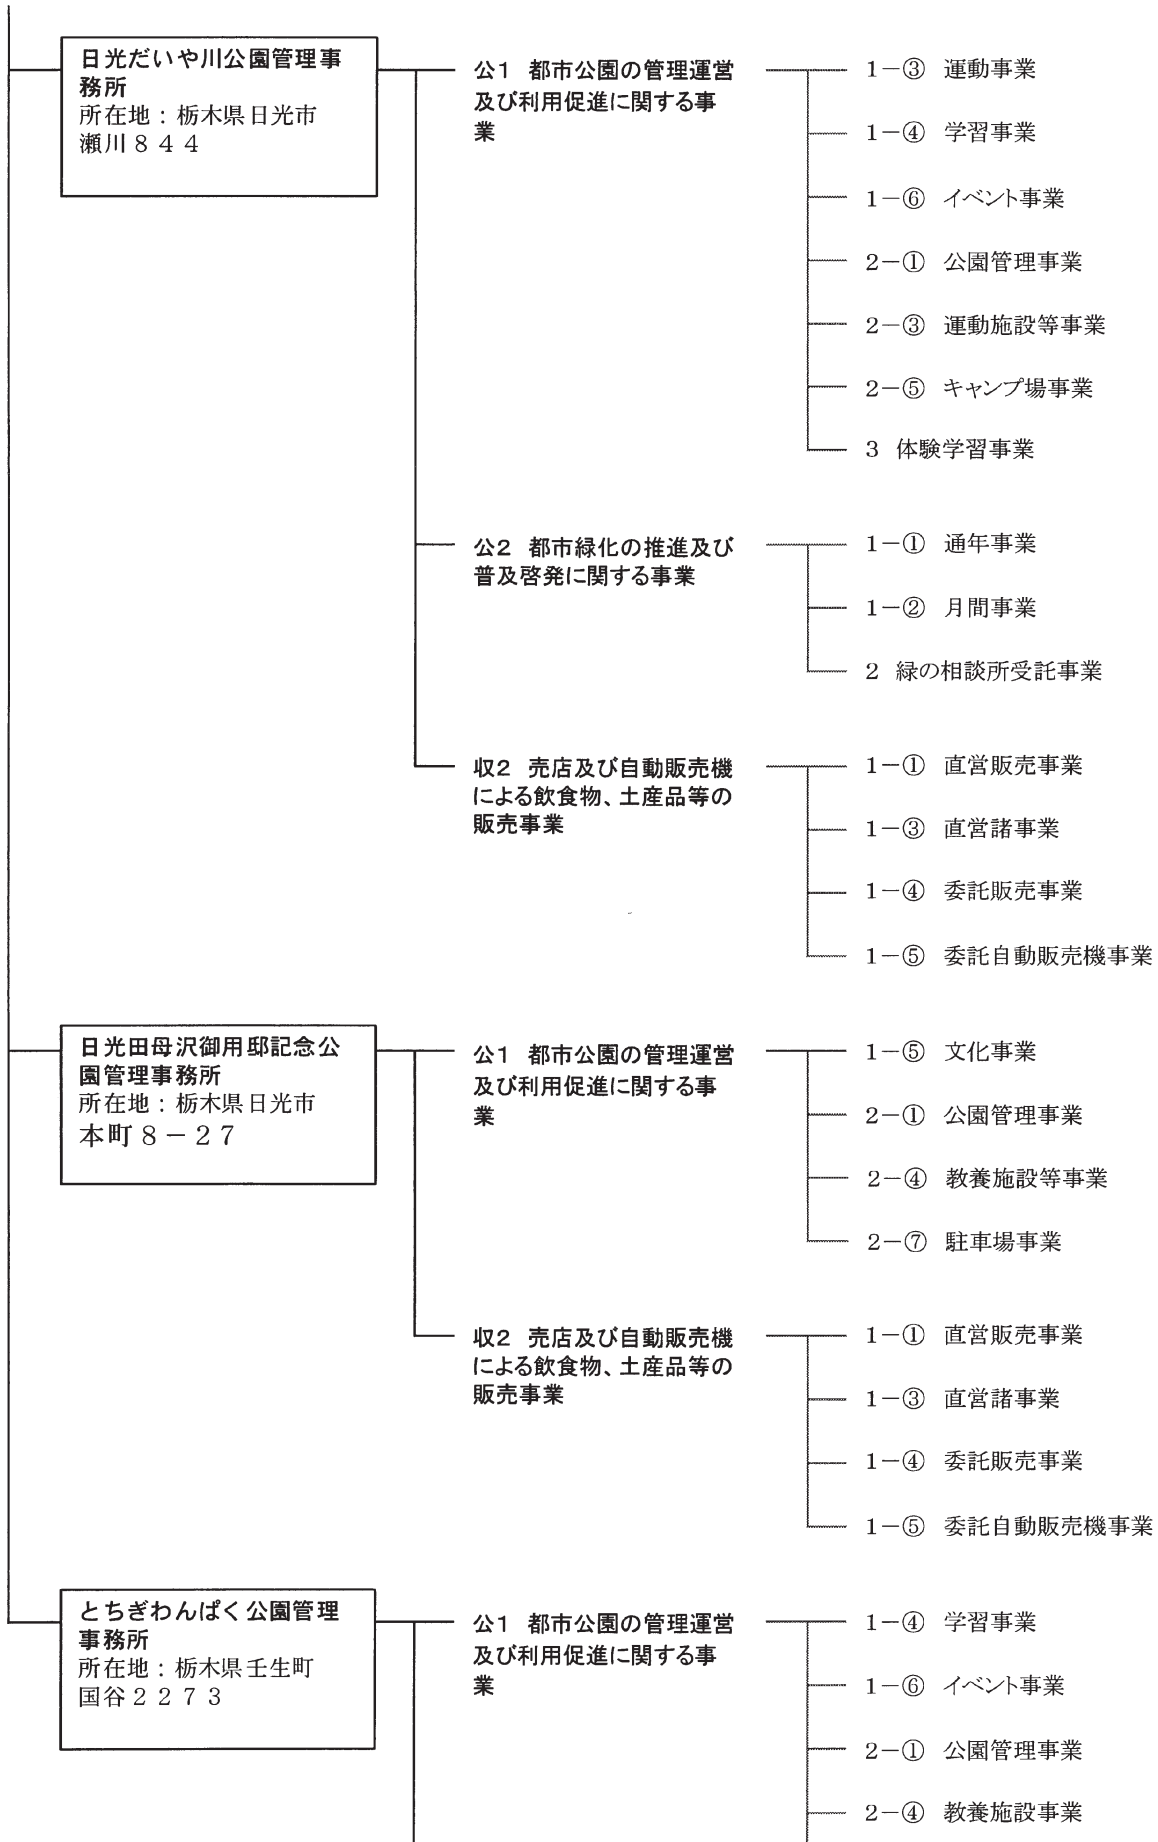 日光だいや川公園管理事
務所
所在地：栃木県日光市
瀬川８４４
公1　都市公園の管理運営
及び利用促進に関する事
業
1－③　運動事業
1－④　学習事業
1－⑥　イベント事業
2－①　公園管理事業
2－③　運動施設等事業
2－⑤　キャンプ場事業
3　体験学習事業
公2　都市緑化の推進及び
普及啓発に関する事業
1－①　通年事業
1－②　月間事業
2　緑の相談所受託事業
収2　売店及び自動販売機
による飲食物、土産品等の
販売事業
1－①　直営販売事業
1－③　直営諸事業
1－④　委託販売事業
1－⑤　委託自動販売機事業
日光田母沢御用邸記念公
園管理事務所
所在地：栃木県日光市
本町８－２７
公1　都市公園の管理運営
及び利用促進に関する事
業
1－⑤　文化事業
2－①　公園管理事業
2－④　教養施設等事業
2－⑦　駐車場事業
収2　売店及び自動販売機
による飲食物、土産品等の
販売事業
1－①　直営販売事業
1－③　直営諸事業
1－④　委託販売事業
1－⑤　委託自動販売機事業
とちぎわんぱく公園管理
事務所
所在地：栃木県壬生町
国谷２２７３
公1　都市公園の管理運営
及び利用促進に関する事
業
1－④　学習事業
1－⑥　イベント事業
2－①　公園管理事業
2－④　教養施設事業